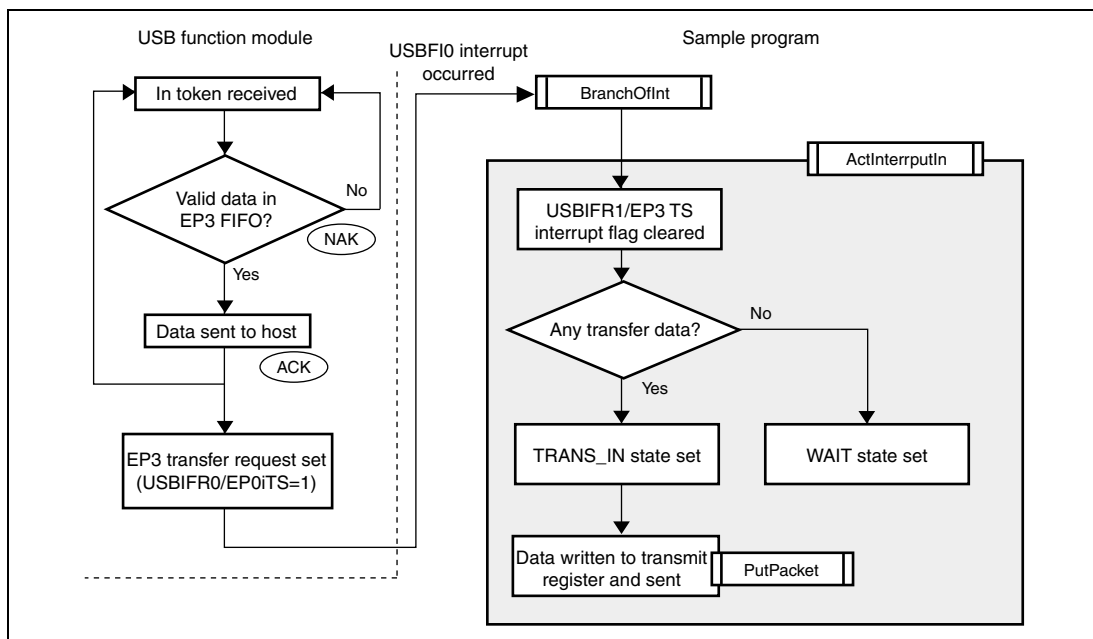 USB function module
USBFI0 interrupt
occurred
Sample program
In token received
BranchOfInt
ActInterrputIn
Valid data in
EP3 FIFO?
No
NAK
Yes
USBIFR1/EP3 TS
interrupt flag cleared
Data sent to host
ACK
Any transfer data?
No
Yes
EP3 transfer request set
(USBIFR0/EP0iTS=1)
TRANS_IN state set
WAIT state set
Data written to transmit
register and sent
PutPacket